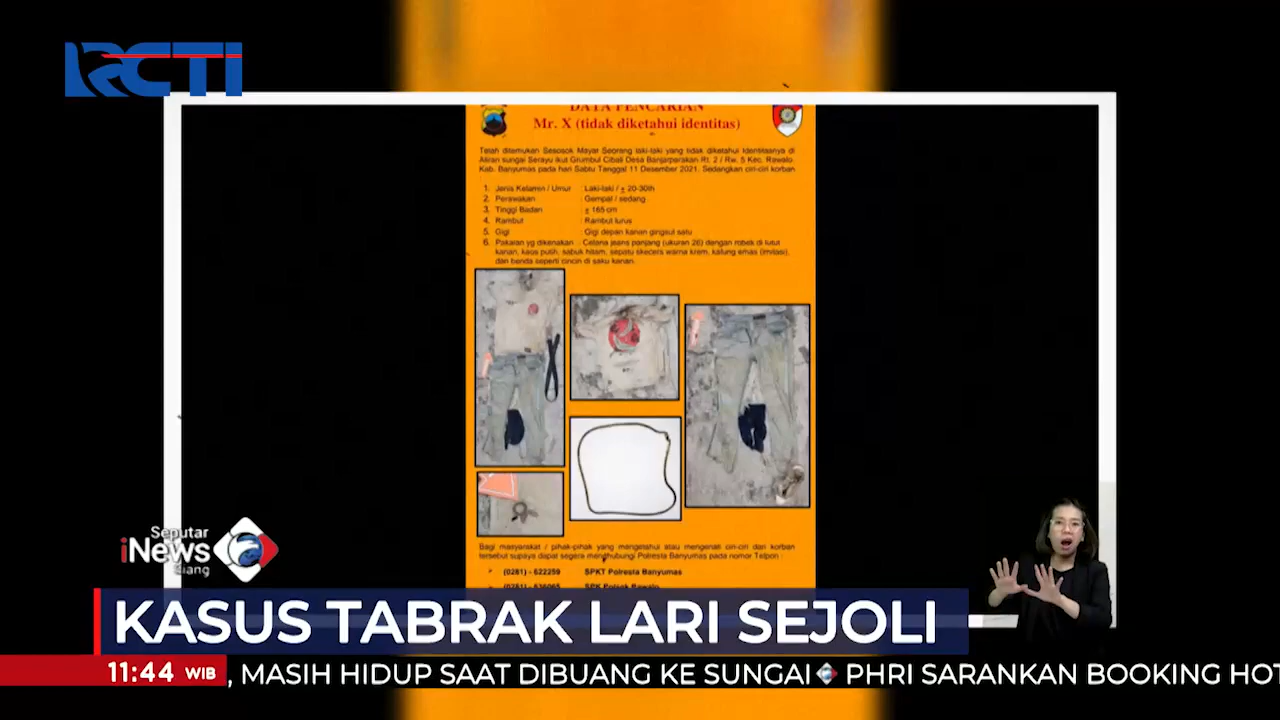 RCTI
DATA PENCARIAN
Mr. X (tidak diketahui identitas)
Telah ditemukan Sesosok Mayat Seorang laki-laki yang tidak diketahui Identitasnya di
Aliran sungai Serayu ikut Grumbul Cibali Desa Banjarparakan Rt. 2 / Rw. 5 Kec. Rawalo
Kab. Banyumas pada hari Sabtu Tanggal 11 Desember 2021. Sedangkan ciri-ciri korban
1. Jenis Kelamin / Umur : Laki-laki / ± 20-30th
2. Perawakan : Gempal / sedang
3. Tinggi Badan : ± 165 cm
4. Rambut : Rambut lurus
5. Gigi : Gigi depan kanan gingsul satu
6. Pakaian yg dikenakan : Celana jeans panjang (ukuran 26) dengan robek di lutut
kanan, kaos putih, sabuk hitam, sepatu skecers warna krem, kalung emas (imitasi),
dan benda seperti cincin di saku kanan.
Bagi masyarakat / pihak-pihak yang mengetahui atau mengenali ciri-ciri dan korban
tersebut supaya dapat segera menghubungi Polresta Banyumas pada nomor Telpon :
(0281) - 622259 SPKT Polresta Banyumas
(0281) - 636065 SPK Polsek Rawalo
Seputar
iNews
Siang
KASUS TABRAK LARI SEJOLI
11:44 WIB , MASIH HIDUP SAAT DIBUANG KE SUNGAI PHRI SARANKAN BOOKING HOT